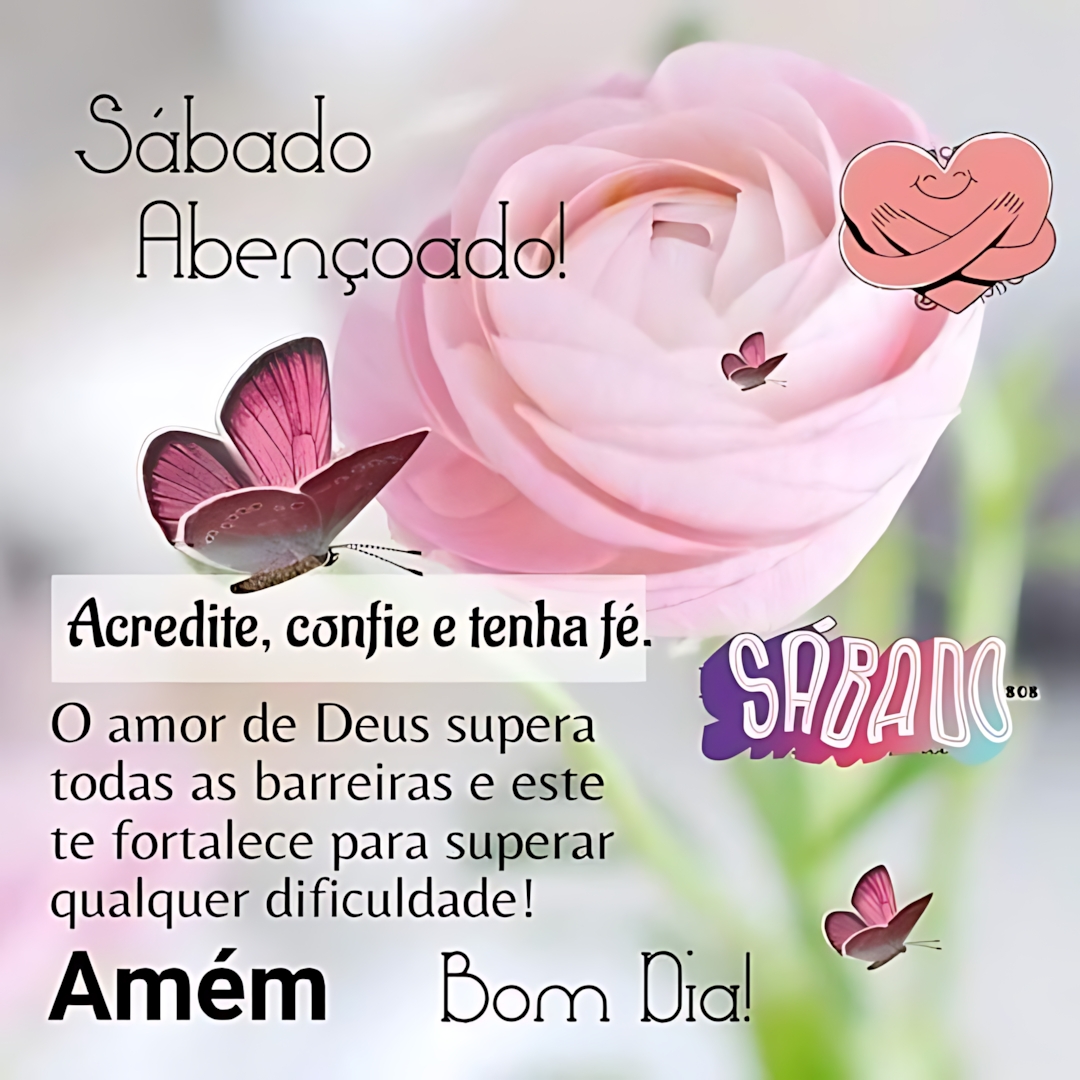 Sábado
Abençoado!
Acredite, confie e tenha fé.
SÁBADO
O amor de Deus supera
todas as barreiras e este
te fortalece para superar
qualquer dificuldade!
Amém
Bom Dia!